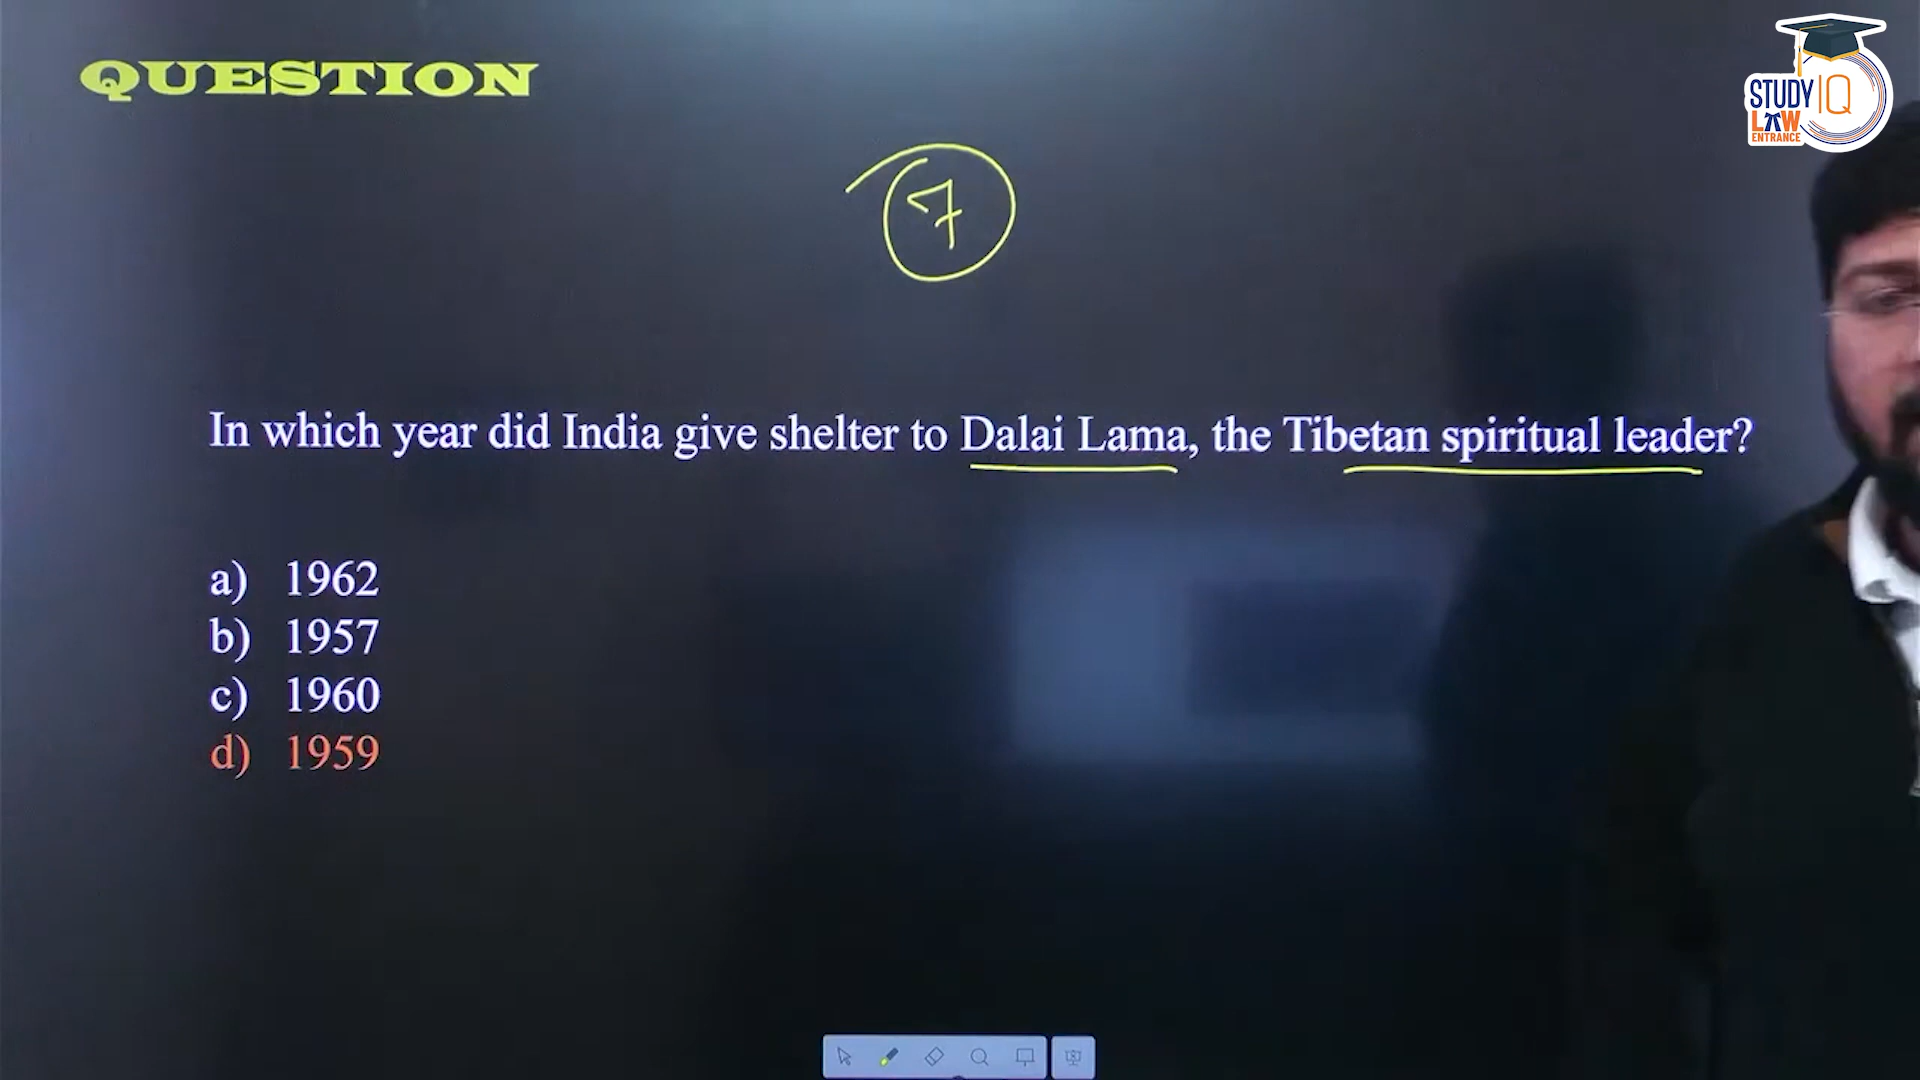 QUESTION
STUDY IQ
LAW
ENTRANCE
7
In which year did India give shelter to Dalai Lama, the Tibetan spiritual leader?
a) 1962
b) 1957
c) 1960
d) 1959